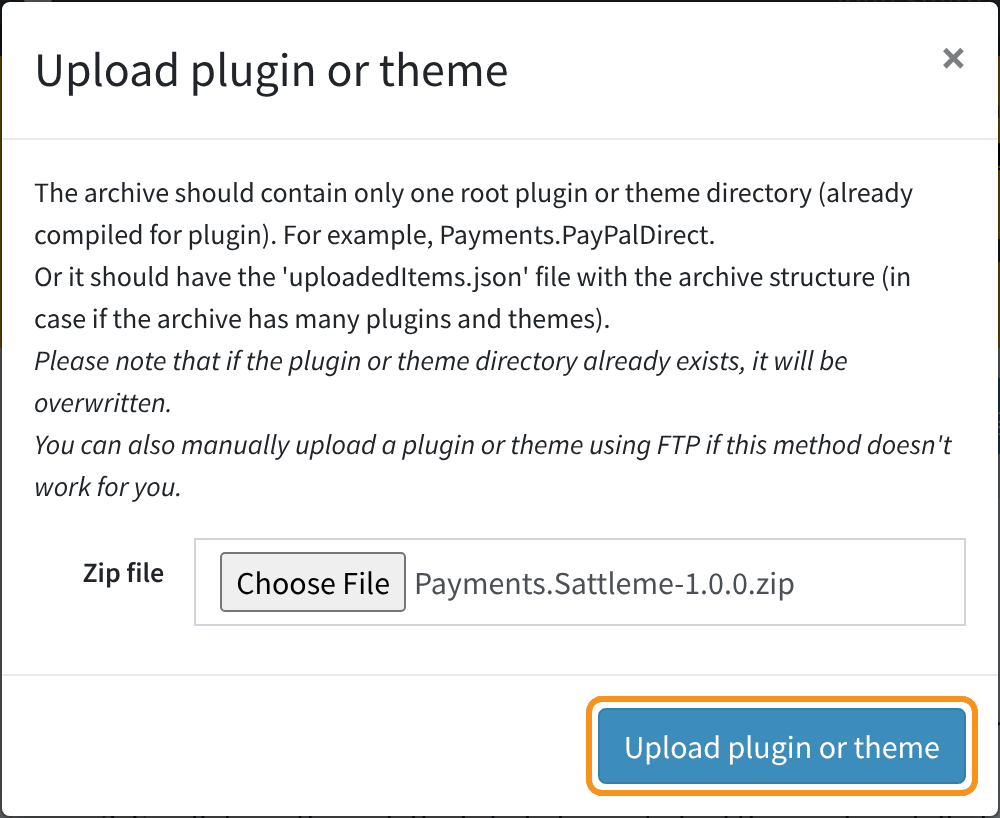 Upload plugin or theme
×
The archive should contain only one root plugin or theme directory (already
compiled for plugin). For example, Payments.PayPalDirect.
Or it should have the 'uploadedItems.json' file with the archive structure (in
case if the archive has many plugins and themes).
Please note that if the plugin or theme directory already exists, it will be
overwritten.
You can also manually upload a plugin or theme using FTP if this method doesn't
work for you.
Zip file
Choose File Payments.Sattleme-1.0.0.zip
Upload plugin or theme